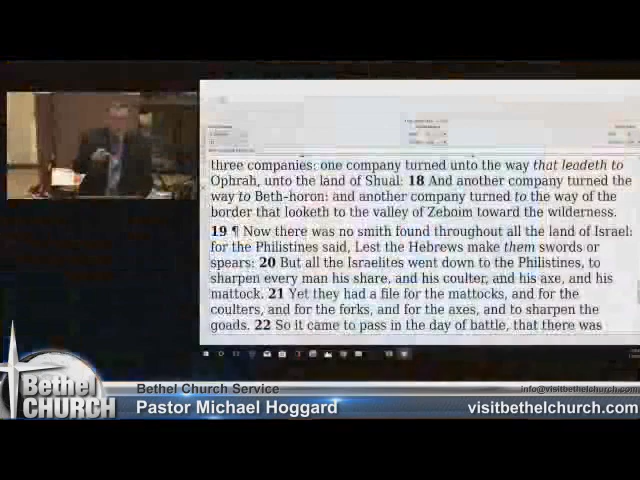 three companies: one company turned unto the way that leadeth to
Ophrah, unto the land of Shual: 18 And another company turned the
way to Beth-horon: and another company turned to the way of the
border that looketh to the valley of Zeboim toward the wilderness.
19 ¶ Now there was no smith found throughout all the land of Israel:
for the Philistines said, Lest the Hebrews make them swords or
spears: 20 But all the Israelites went down to the Philistines, to
sharpen every man his share, and his coulter, and his axe, and his
mattock. 21 Yet they had a file for the mattocks, and for the
coulters, and for the forks, and for the axes, and to sharpen the
goads. 22 So it came to pass in the day of battle, that there was
Bethel
CHURCH
Bethel Church Service
info@visitbethelchurch.com
Pastor Michael Hoggard
visitbethelchurch.com